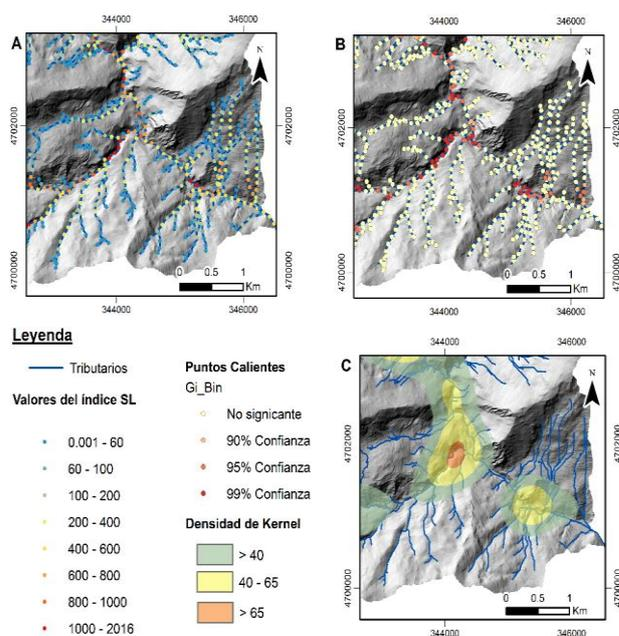 344000
346000
A
N
4702000
4700000
0 0.5 1
Km
344000
346000
344000
346000
B
N
4702000
4700000
0 0.5 1
Km
344000
346000
Leyenda
Tributarios
Valores del índice SL
0.001 - 60
60 - 100
100 - 200
200 - 400
400 - 600
600 - 800
800 - 1000
1000 - 2016
Puntos Calientes
Gi_Bin
No signicante
90% Confianza
95% Confianza
99% Confianza
Densidad de Kernel
> 40
40 - 65
> 65
344000
346000
C
N
4702000
4700000
0 0.5 1
Km
344000
346000